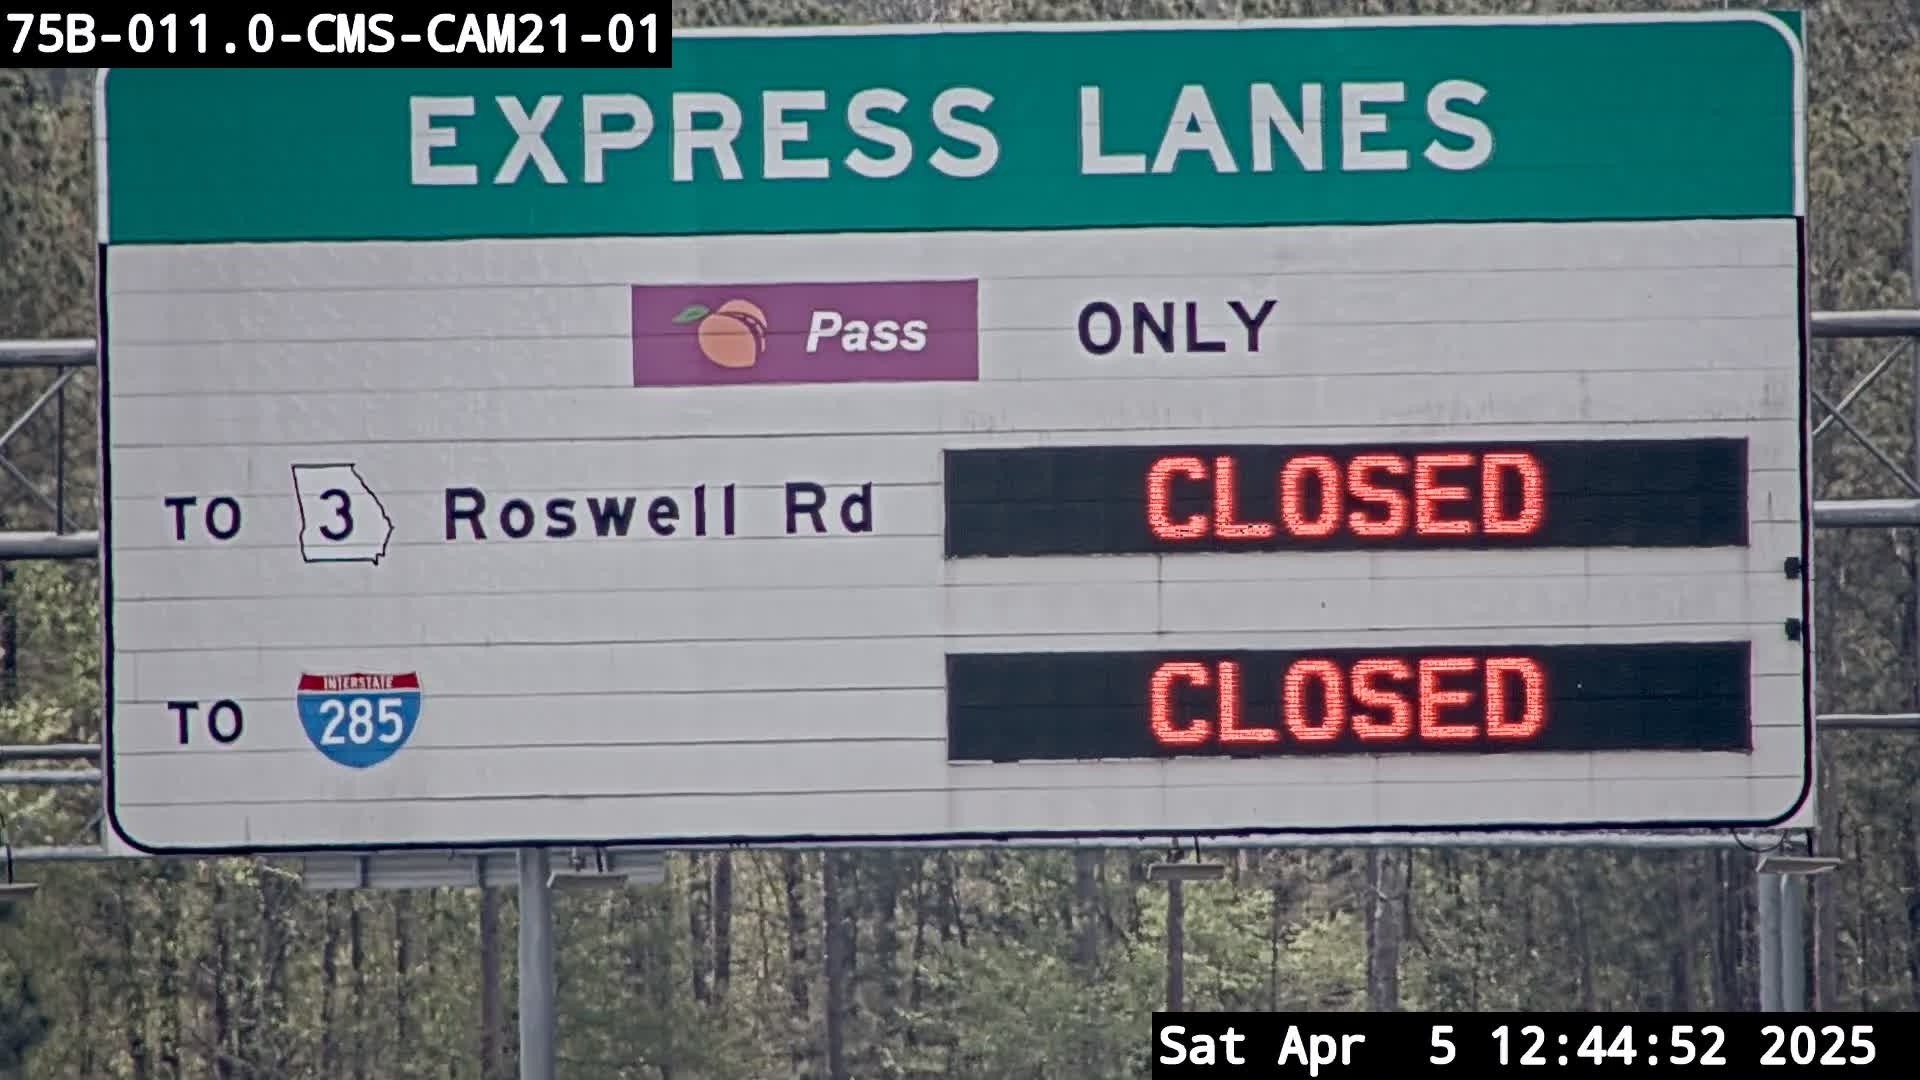 75B-011.0-CMS-CAM21-01
EXPRESS LANES
Pass ONLY
TO 3 Roswell Rd CLOSED
TO INTERSTATE 285 CLOSED
Sat Apr 5 12:44:52 2025